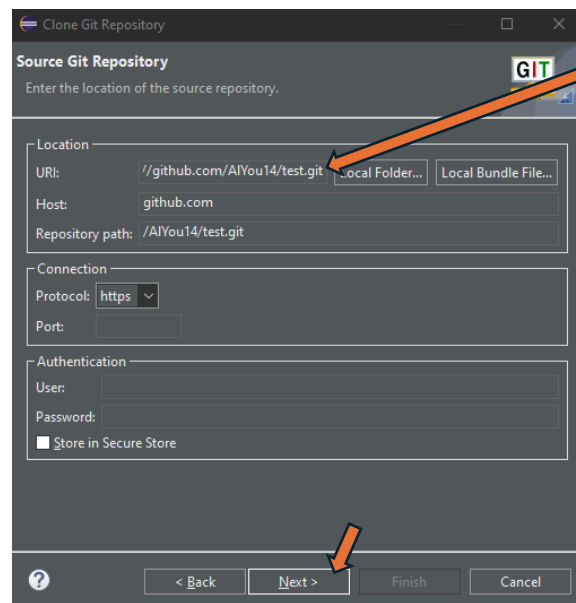 Clone Git Repository
Source Git Repository
Enter the location of the source repository.
GIT
Location
URI: //github.com/AlYou14/test.git Local Folder... Local Bundle File...
Host: github.com
Repository path: /AlYou14/test.git
Connection
Protocol: https
Port:
Authentication
User:
Password:
Store in Secure Store
? < Back Next > Finish Cancel